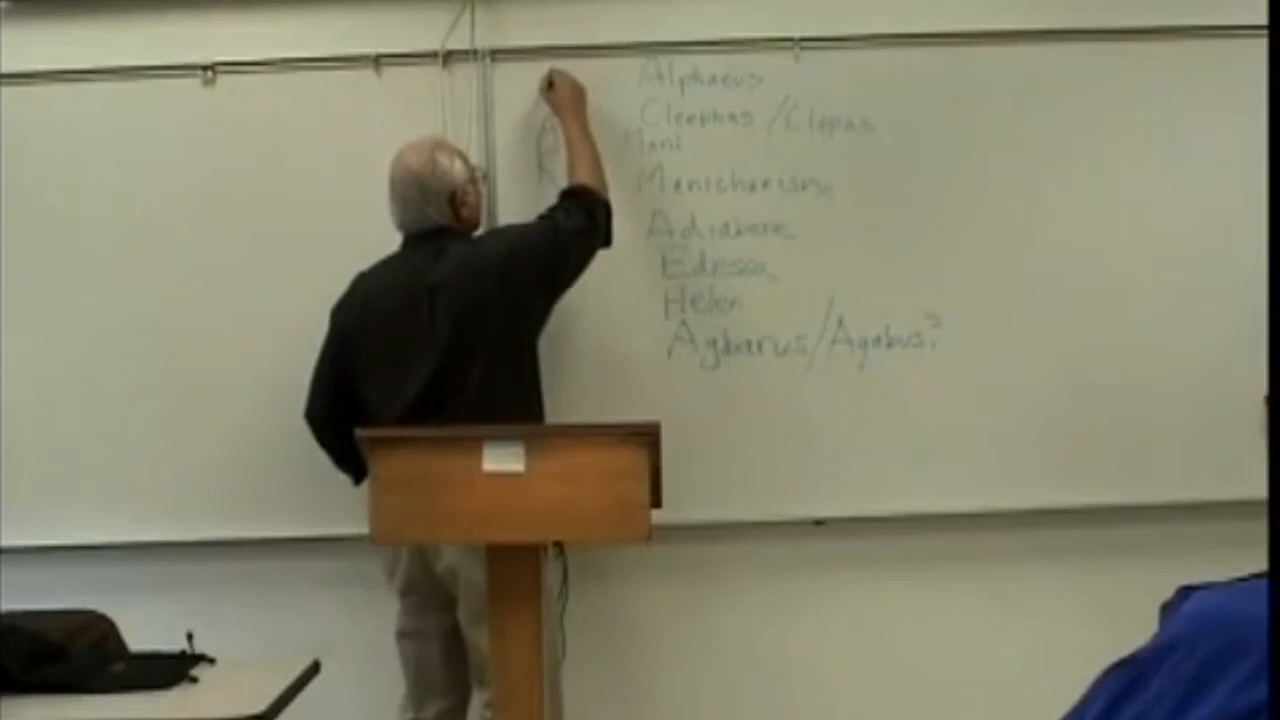 Alphaeus
Cleophas / Clopas
Mani
Manichaeism
Adiabene
Edessa
Helen
Agbarus/Agabus?